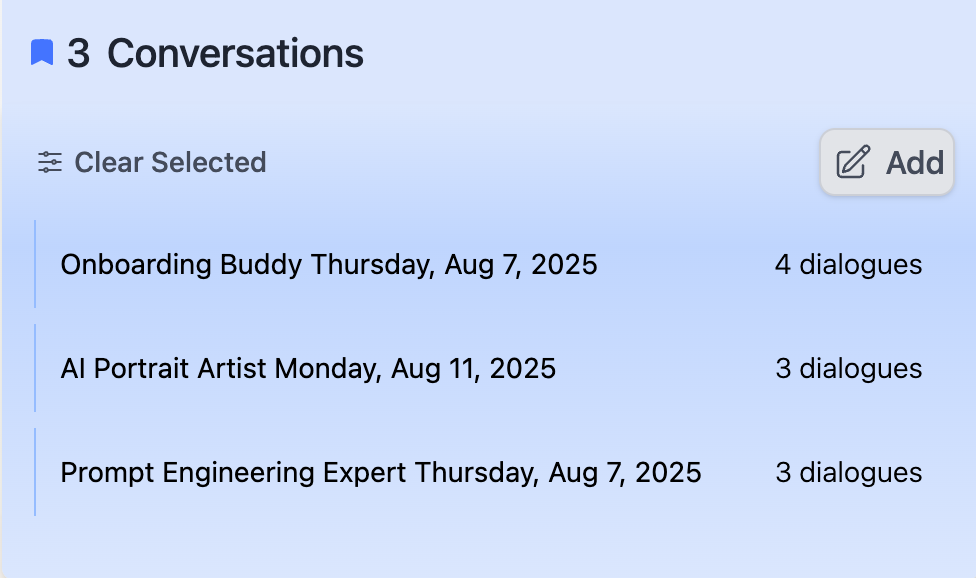 3 Conversations
Clear Selected
Add
Onboarding Buddy Thursday, Aug 7, 2025 4 dialogues
AI Portrait Artist Monday, Aug 11, 2025 3 dialogues
Prompt Engineering Expert Thursday, Aug 7, 2025 3 dialogues